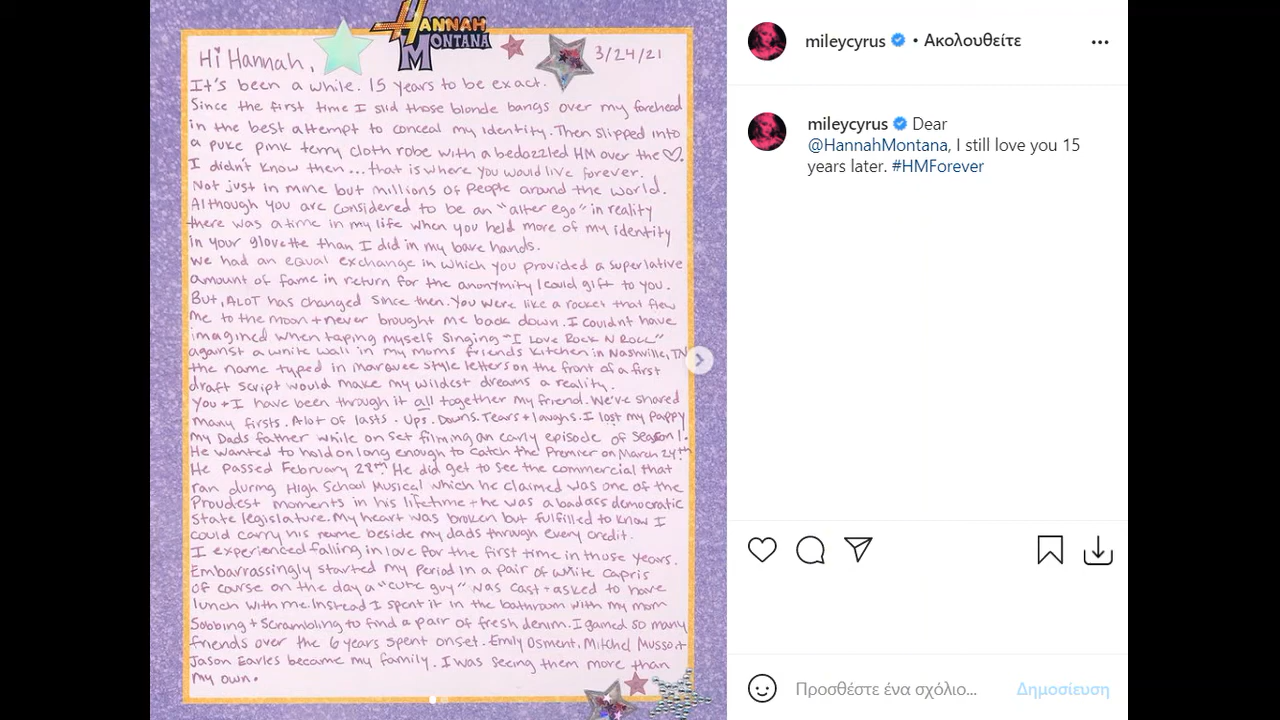 HANNAH
MONTANA
Hi Hannah,
3/24/21
It's been a while. 15 years to be exact.
Since the first time I slid those blonde bangs over my forehead
in the best attempt to conceal my identity. Then slipped into
a puke pink terry cloth robe with a bedazzled HM over the ♡.
I didn't know then... that is where you would live forever.
Not just in mine but millions of people around the world.
Although you are considered to be an "alter ego" in reality
there was a time in my life when you held more of my identity
in your glovette than I did in my bare hands.
We had an equal exchange in which you provided a superlative
amount of fame in return for the anonymity I could gift to you.
But, ALOT has changed since then. You were like a rocket that flew
me to the moon + never brought me back down. I couldnt have
imagined when taping myself singing "I LOVE ROCK N ROLL"
against a white wall in my moms friends kitchen in Nashville, TN
the name typed in marquee style letters on the front of a first
draft script would make my wildest dreams a reality.
You + I have been through it all together my friend. We've shared
many firsts. Alot of lasts. Ups. Downs. Tears + laughs. I lost my Pappy
my Dads father while on set filming an early episode of season 1.
He wanted to hold on long enough to catch the Premier on March 24th
He passed February 28th. He did get to see the commercial that
ran during High School Musical which he claimed was one of the
Proudest moments in his lifetime + he was a badass democratic
State legislature. My heart was broken but fulfilled to know I
could carry his name beside my dads through every credit.
I experienced falling in love for the first time in those years.
Embarrassingly started my period in a pair of white capris
of course on the day a "cute guy" was cast + asked to have
lunch with me. Instead I spent it in the bathroom with my mom
Sobbing + scrambling to find a pair of fresh denim. I gained so many
friends over the 6 years spent onset. Emily Osment, Mitchel Musso +
Jason Earles became my family. I was seeing them more than
my own.
mileycyrus • Ακολουθείτε
mileycyrus Dear
@HannahMontana, I still love you 15
years later. #HMForever
Προσθέστε ένα σχόλιο...
Δημοσίευση